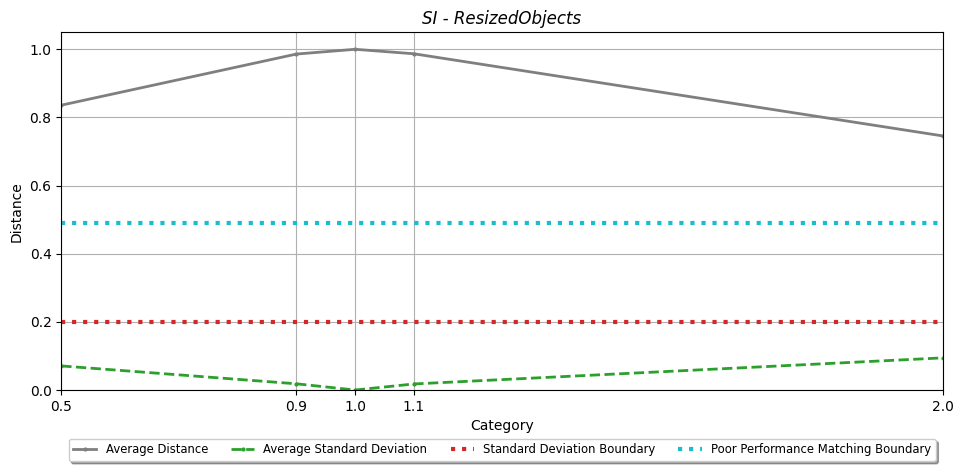 SI - ResizedObjects
1.0
0.8
0.6
0.4
0.2
0.0
Distance
0.5 0.9 1.0 1.1 2.0
Category
Average Distance Average Standard Deviation Standard Deviation Boundary Poor Performance Matching Boundary